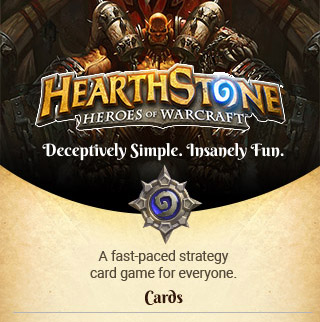 HEARTHSTONE
HEROES OF WARCRAFT
Deceptively Simple. Insanely Fun.
A fast-paced strategy
card game for everyone.
Cards